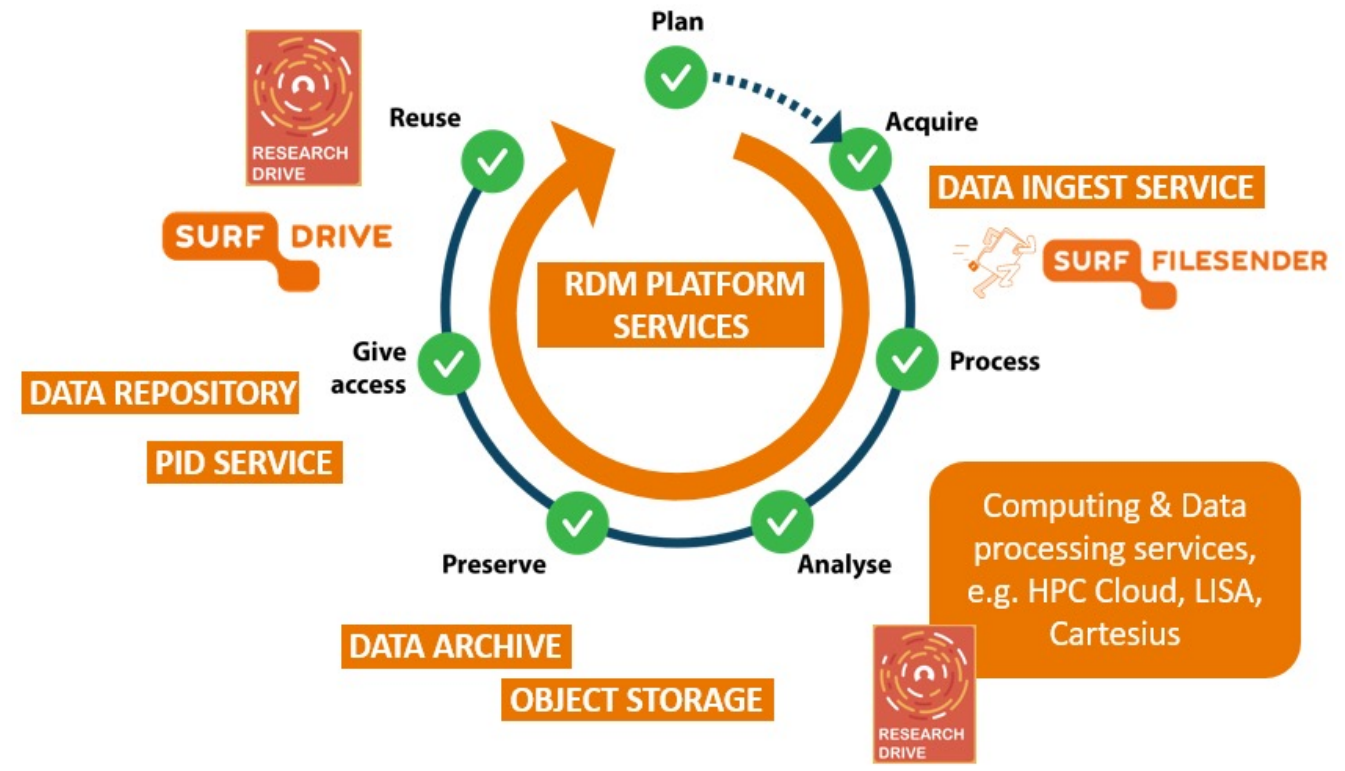 Plan
RESEARCH
DRIVE
Reuse
Acquire
DATA INGEST SERVICE
SURF DRIVE
SURF FILESENDER
RDM PLATFORM
SERVICES
Give
access
Process
DATA REPOSITORY
PID SERVICE
Preserve
Analyse
Computing & Data
processing services,
e.g. HPC Cloud, LISA,
Cartesius
DATA ARCHIVE
OBJECT STORAGE
RESEARCH
DRIVE